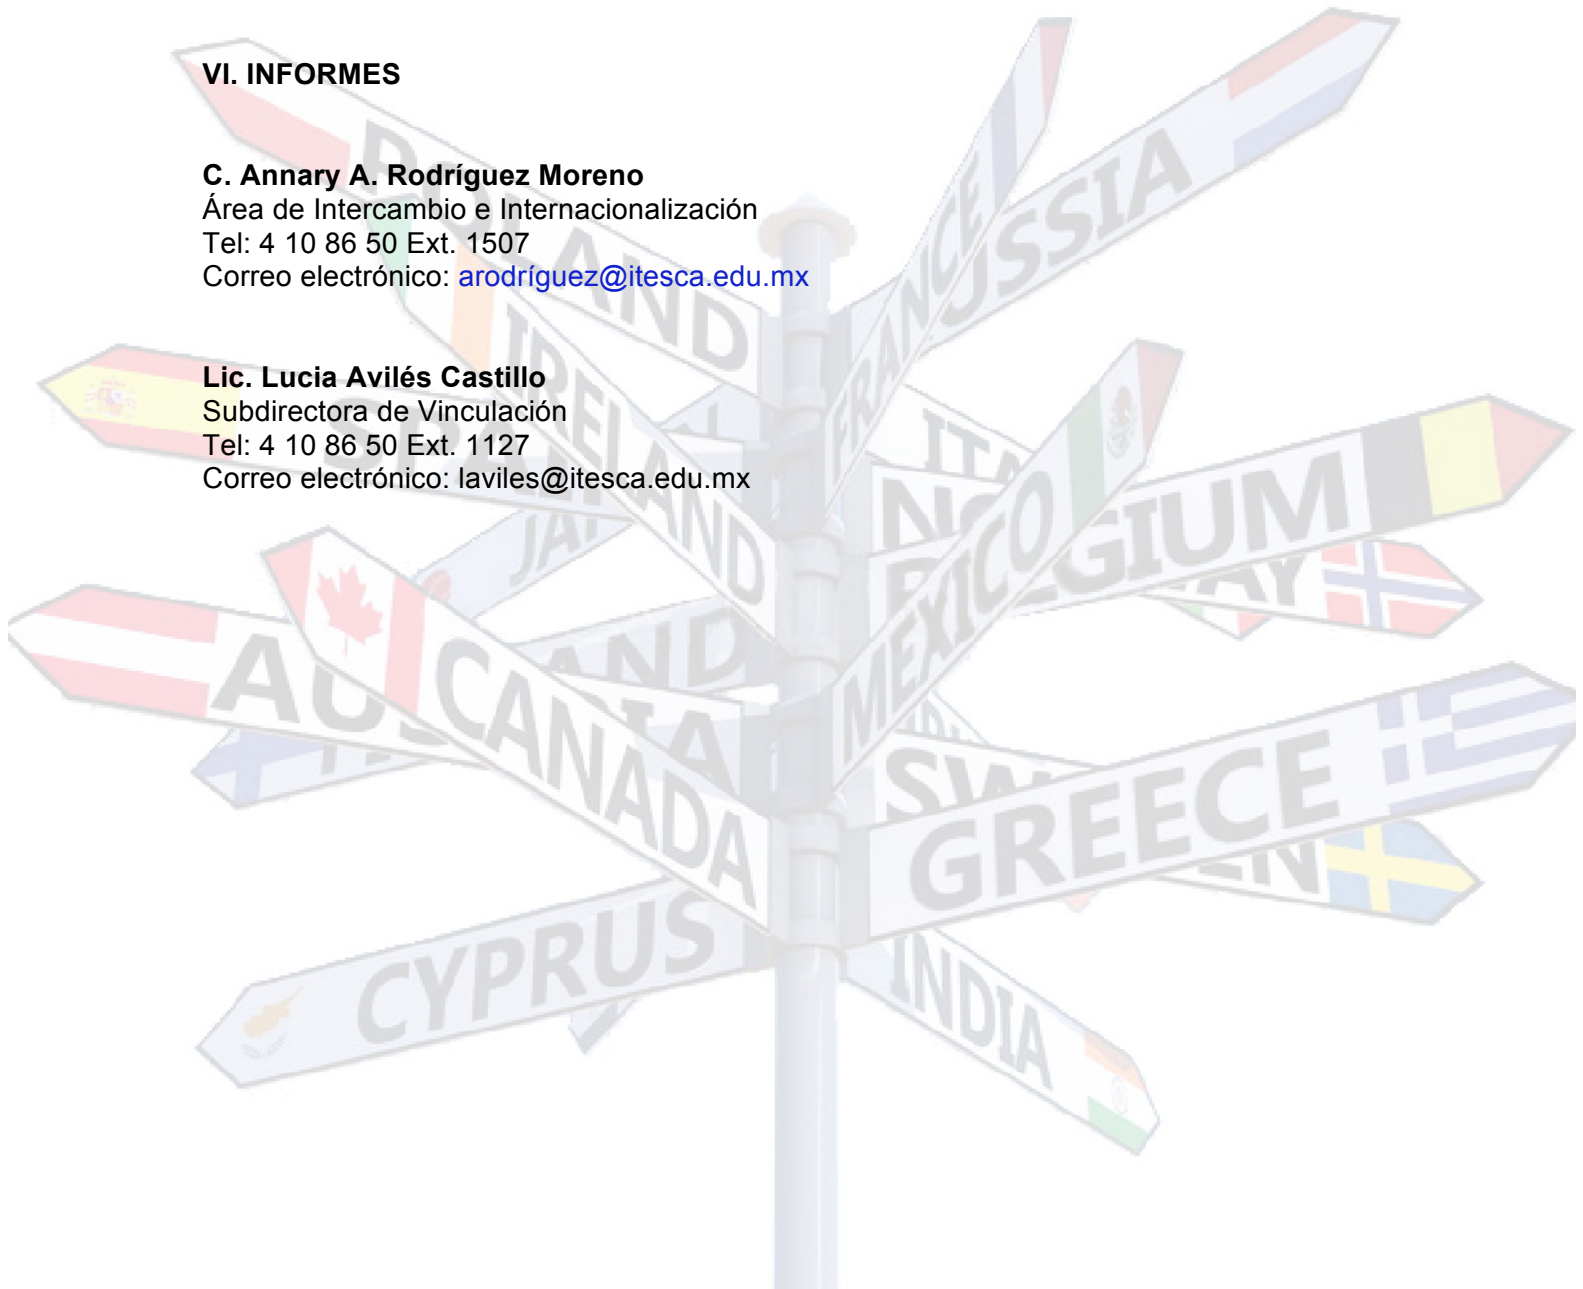 VI. INFORMES
C. Annary A. Rodríguez Moreno
Área de Intercambio e Internacionalización
Tel: 4 10 86 50 Ext. 1507
Correo electrónico: arodríguez@itesca.edu.mx
Lic. Lucia Avilés Castillo
Subdirectora de Vinculación
Tel: 4 10 86 50 Ext. 1127
Correo electrónico: laviles@itesca.edu.mx
POLAND
FRANCE
RUSSIA
IRELAND
SPAIN
MEXICO
BELGIUM
CANADA
GREECE
CYPRUS
INDIA